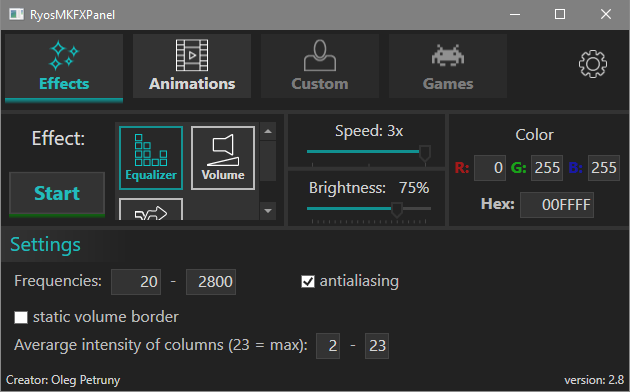 RyosMKFXPanel
Effects Animations Custom Games
Effect:
Start
Equalizer Volume
Speed: 3x
Brightness: 75%
Color
R: 0 G: 255 B: 255
Hex: 00FFFF
Settings
Frequencies: 20 - 2800 antialiasing
static volume border
Averarge intensity of columns (23 = max): 2 - 23
Creator: Oleg Petruny version: 2.8